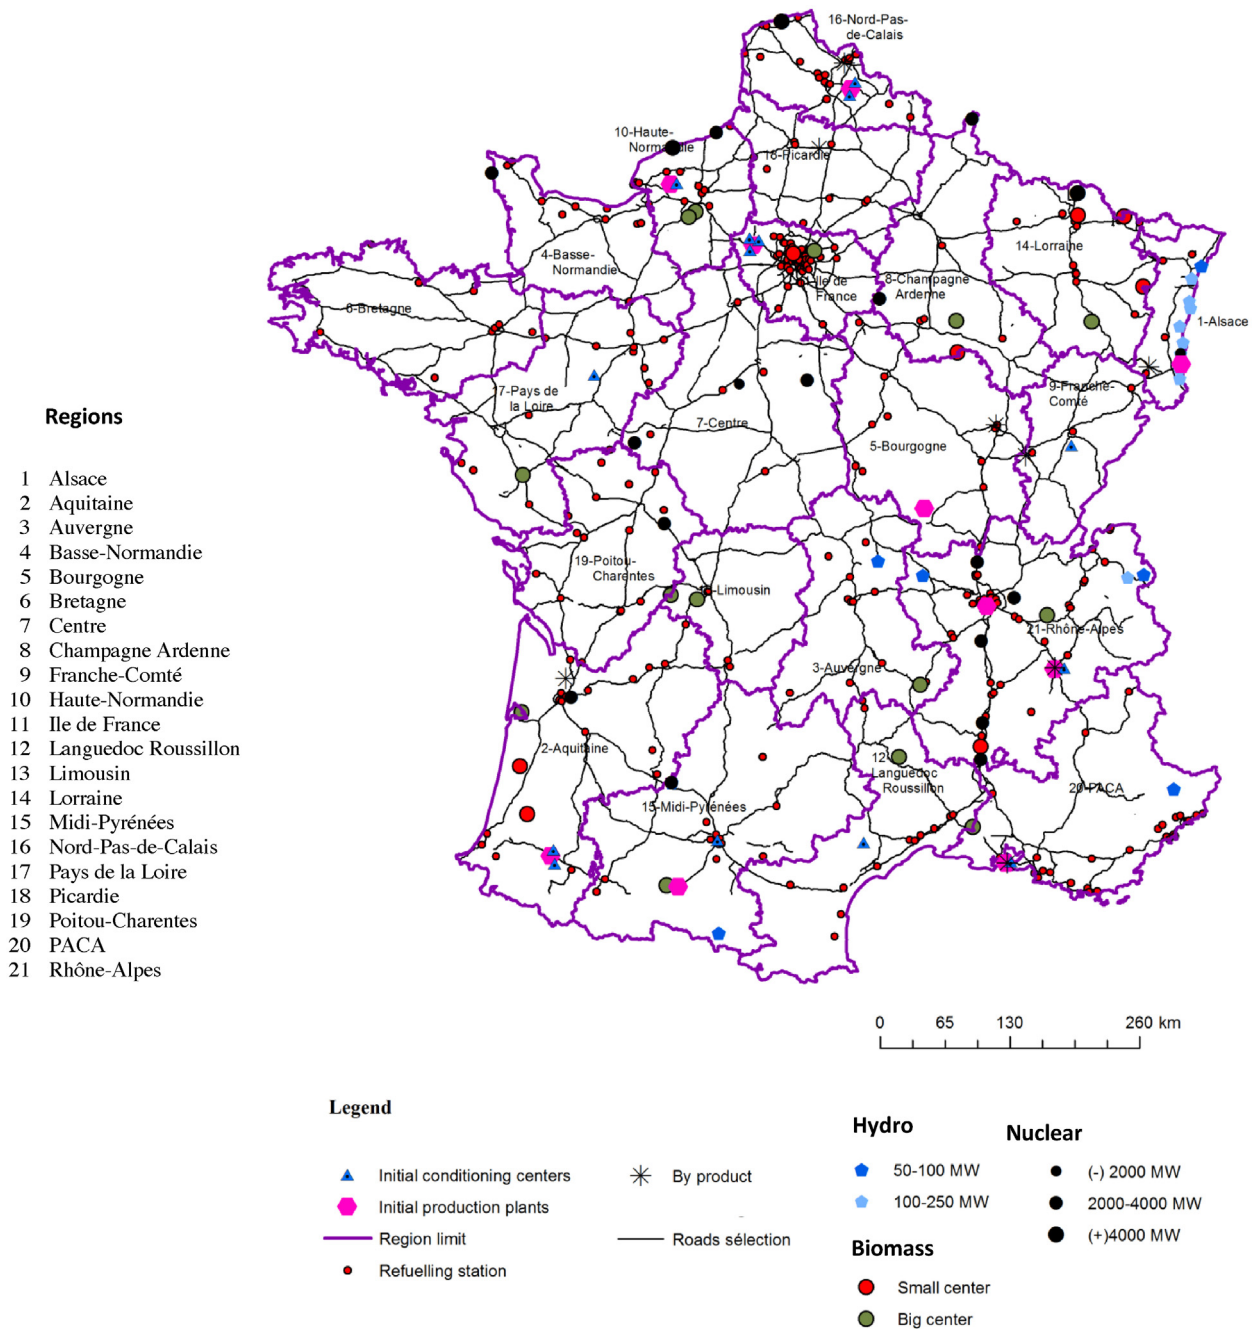 16-Nord-Pas-
de-Calais
10-Haute-
Normandie
18-Picardie
4-Basse-
Normandie
14-Lorraine
Ile de
France
8-Champagne
Ardenne
1-Alsace
6-Bretagne
17-Pays de
la Loire
7-Centre
9-Franche-
Comté
5-Bourgogne
19-Poitou-
Charentes
-Limousin
21-Rhône-Alpes
3-Auvergne
2-Aquitaine
12
Languedoc
Roussillon
20-PACA
15-Midi-Pyrénées
Regions
1 Alsace
2 Aquitaine
3 Auvergne
4 Basse-Normandie
5 Bourgogne
6 Bretagne
7 Centre
8 Champagne Ardenne
9 Franche-Comté
10 Haute-Normandie
11 Ile de France
12 Languedoc Roussillon
13 Limousin
14 Lorraine
15 Midi-Pyrénées
16 Nord-Pas-de-Calais
17 Pays de la Loire
18 Picardie
19 Poitou-Charentes
20 PACA
21 Rhône-Alpes
0 65 130 260 km
Legend
Initial conditioning centers
Initial production plants
Region limit
Refuelling station
By product
Roads sélection
Hydro
50-100 MW
100-250 MW
Biomass
Small center
Big center
Nuclear
(-) 2000 MW
2000-4000 MW
(+)4000 MW